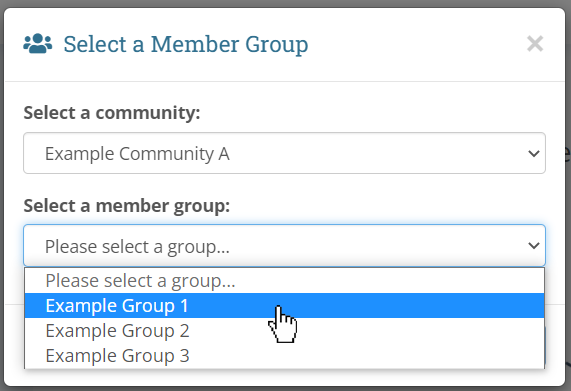 Select a Member Group
×
Select a community:
Example Community A
Select a member group:
Please select a group...
Please select a group...
Example Group 1
Example Group 2
Example Group 3